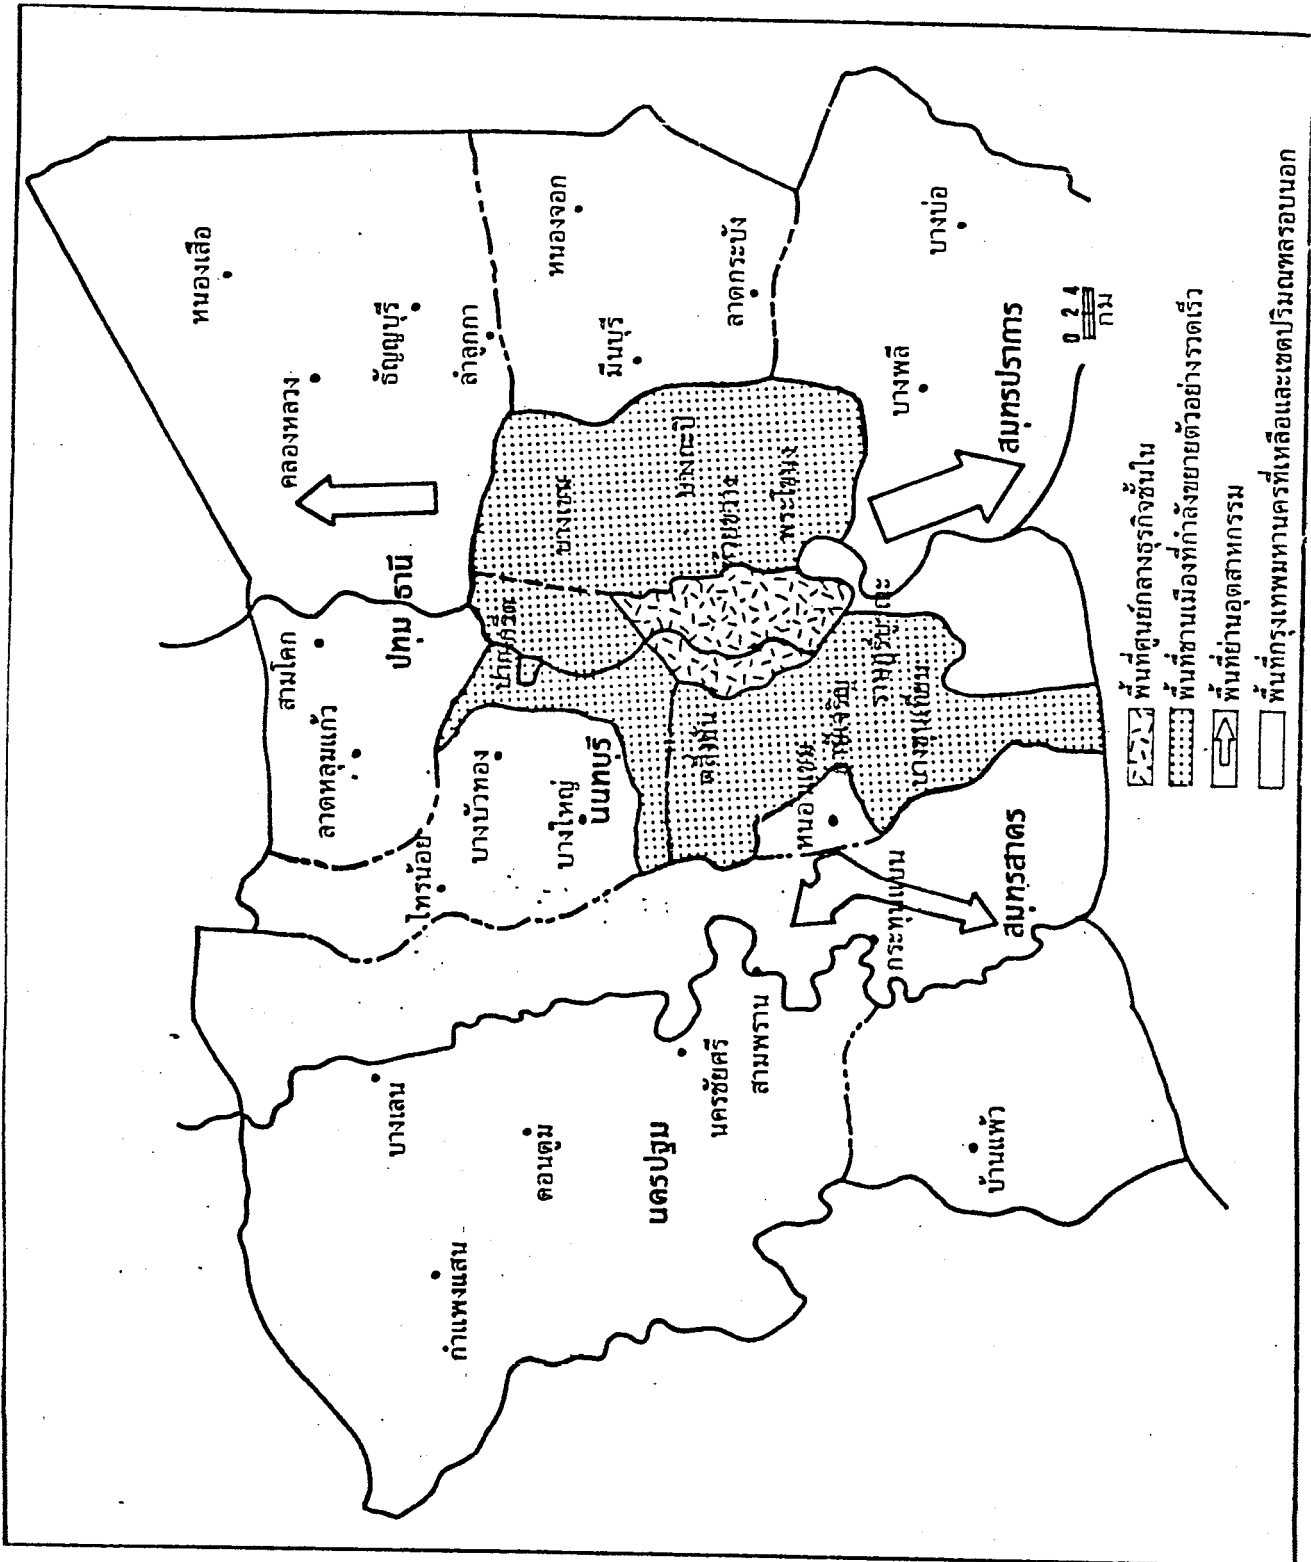 หนองเสือ
คลองหลวง
ธัญบุรี
ลำลูกกา
หนองจอก
มีนบุรี
ลาดกระบัง
บางบ่อ
บางพลี
สมุทรปราการ
0 2 4
กม
สามโคก
ปทุมธานี
ลาดหลุมแก้ว
ปากเกร็ด
บางเขน
บางกะปิ
ห้วยขวาง
พระโขนง
ไทรน้อย
บางบัวทอง
บางใหญ่
นนทบุรี
ตลิ่งชัน
หนองแขม
ภาษีเจริญ
ราษฎร์บูรณะ
บางขุนเทียน
กระทุ่มแบน
สมุทรสาคร
บางเลน
ดอนตูม
กำแพงแสน
นครปฐม
นครชัยศรี
สามพราน
บ้านแพ้ว
พื้นที่ศูนย์กลางธุรกิจชั้นใน
พื้นที่ชานเมืองที่กำลังขยายตัวอย่างรวดเร็ว
พื้นที่ย่านอุตสาหกรรม
พื้นที่กรุงเทพมหานครที่เหลือและเขตปริมณฑลรอบนอก